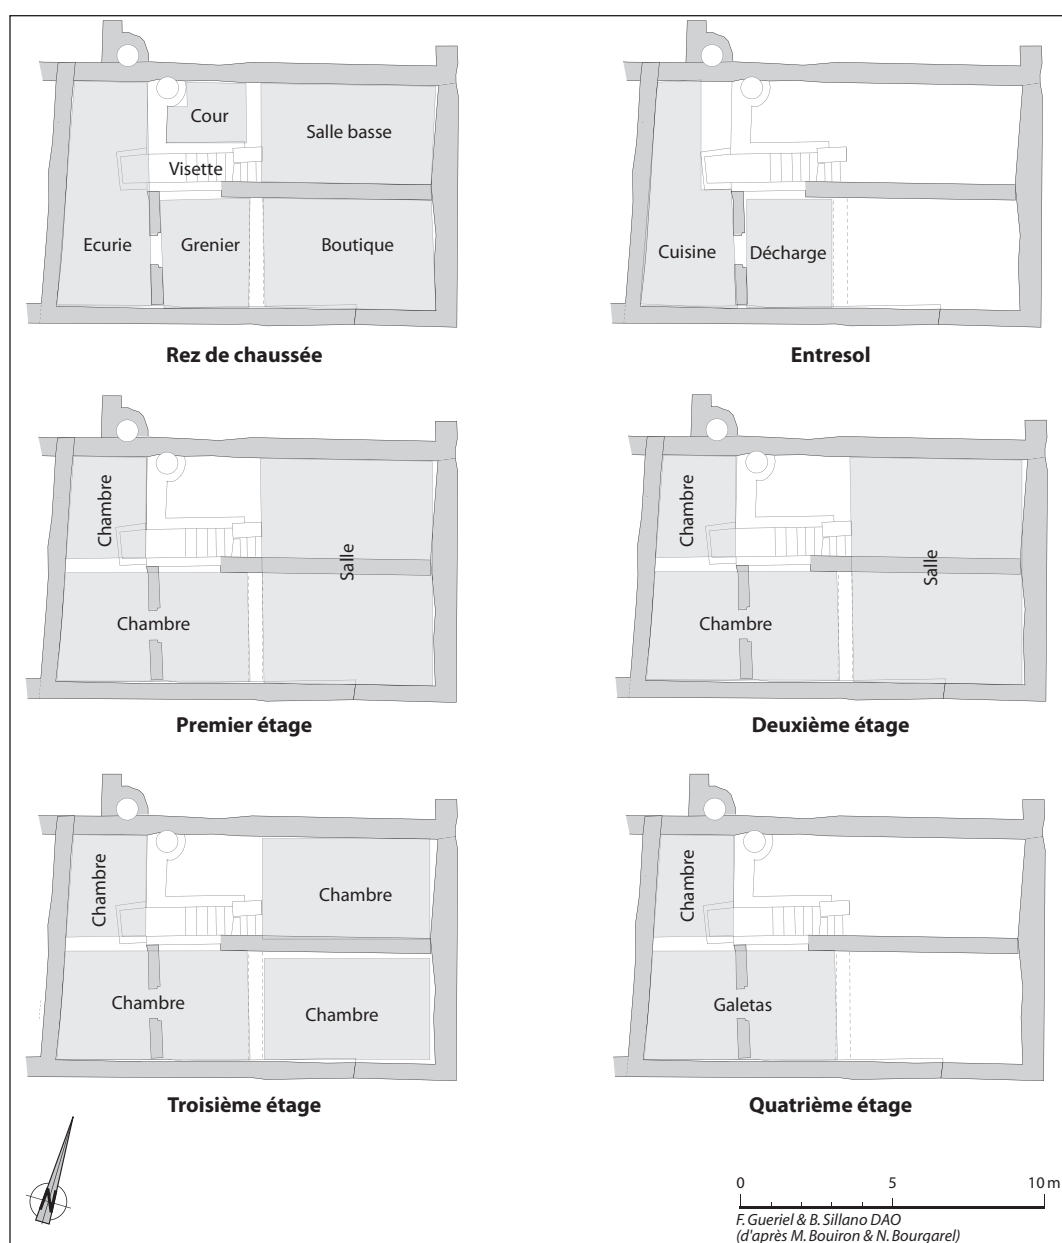 Cour
Salle basse
Visette
Ecurie
Grenier
Boutique
Rez de chaussée
Cuisine
Décharge
Entresol
Chambre
Salle
Chambre
Premier étage
Chambre
Salle
Chambre
Deuxième étage
Chambre
Chambre
Chambre
Chambre
Troisième étage
Chambre
Galetas
Quatrième étage
N
0 5 10 m
F. Gueriel & B. Sillano DAO
(d'après M. Bouiron & N. Bourgarel)